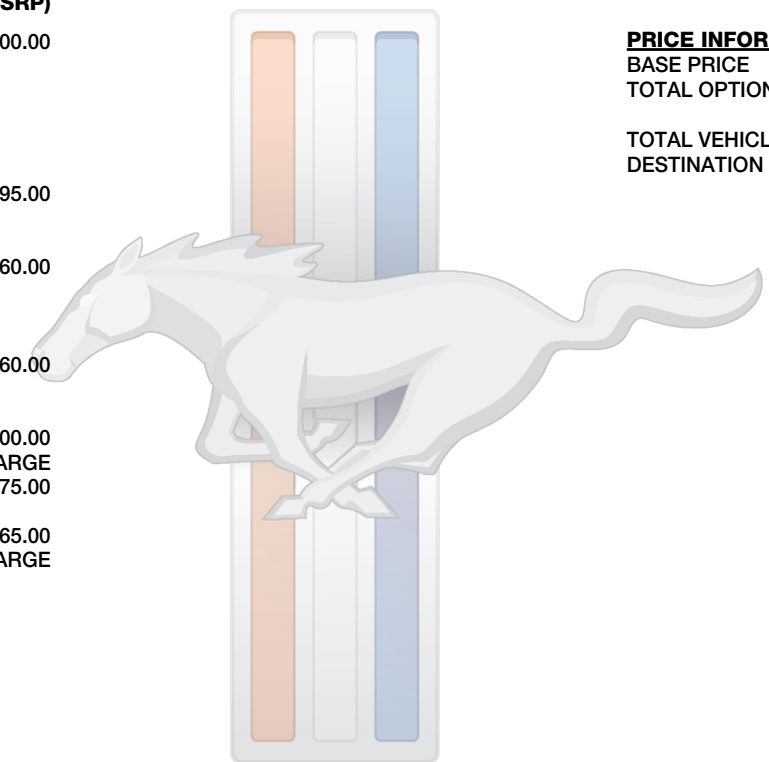 SRP)
00.00
95.00
60.00
60.00
00.00
ARGE
75.00
65.00
ARGE
PRICE INFOR
BASE PRICE
TOTAL OPTION
TOTAL VEHICL
DESTINATION